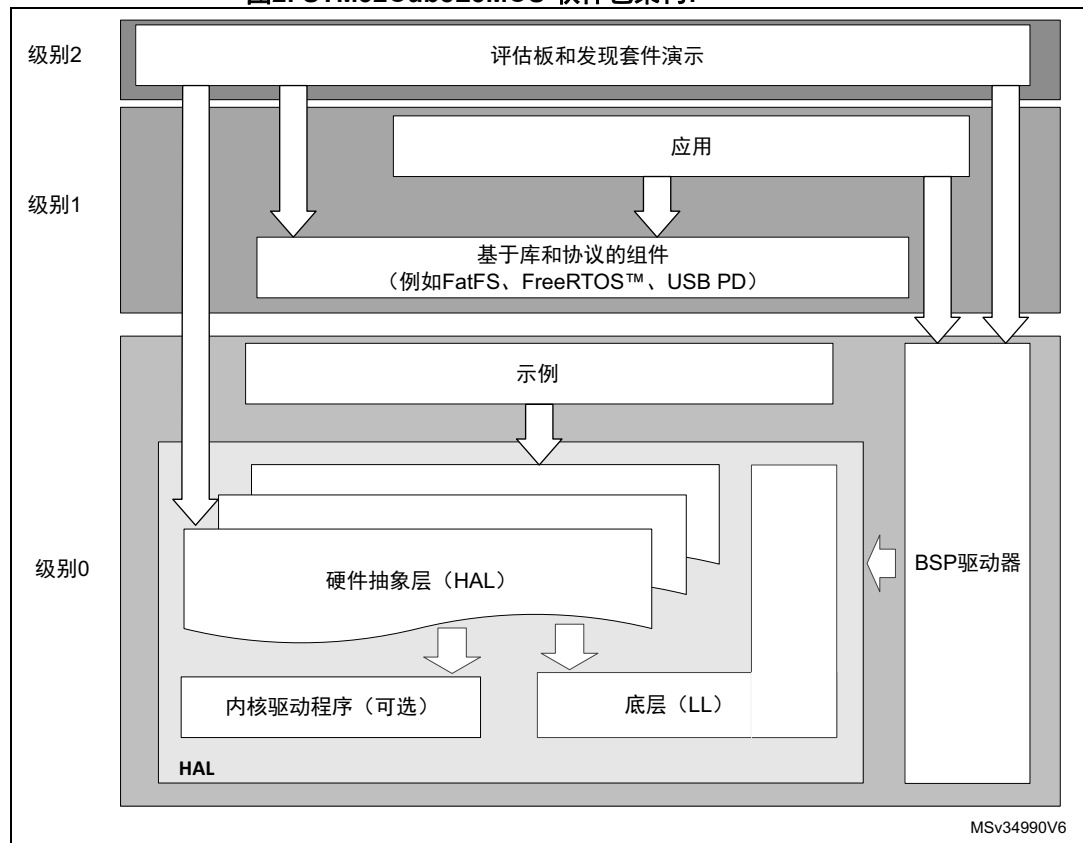 级别2
评估板和发现套件演示
应用
级别1
基于库和协议的组件
（例如FatFS、FreeRTOS™、USB PD）
示例
级别0
硬件抽象层（HAL）
BSP驱动器
内核驱动程序（可选）
底层（LL）
HAL
MSv34990V6